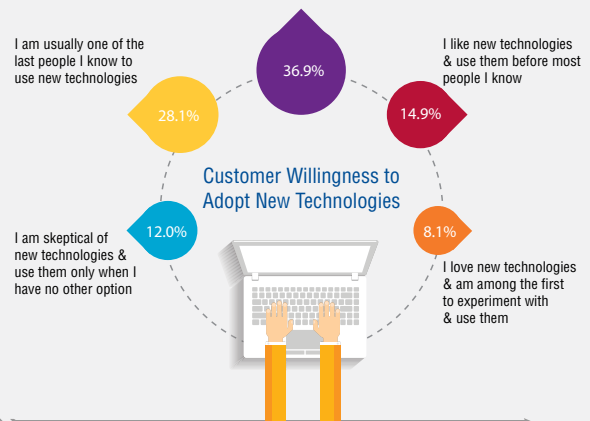 36.9%
I am usually one of the
last people I know to
use new technologies
28.1%
I like new technologies
& use them before most
people I know
14.9%
Customer Willingness to
Adopt New Technologies
I am skeptical of
new technologies &
use them only when I
have no other option
12.0%
8.1%
I love new technologies
& am among the first
to experiment with
& use them